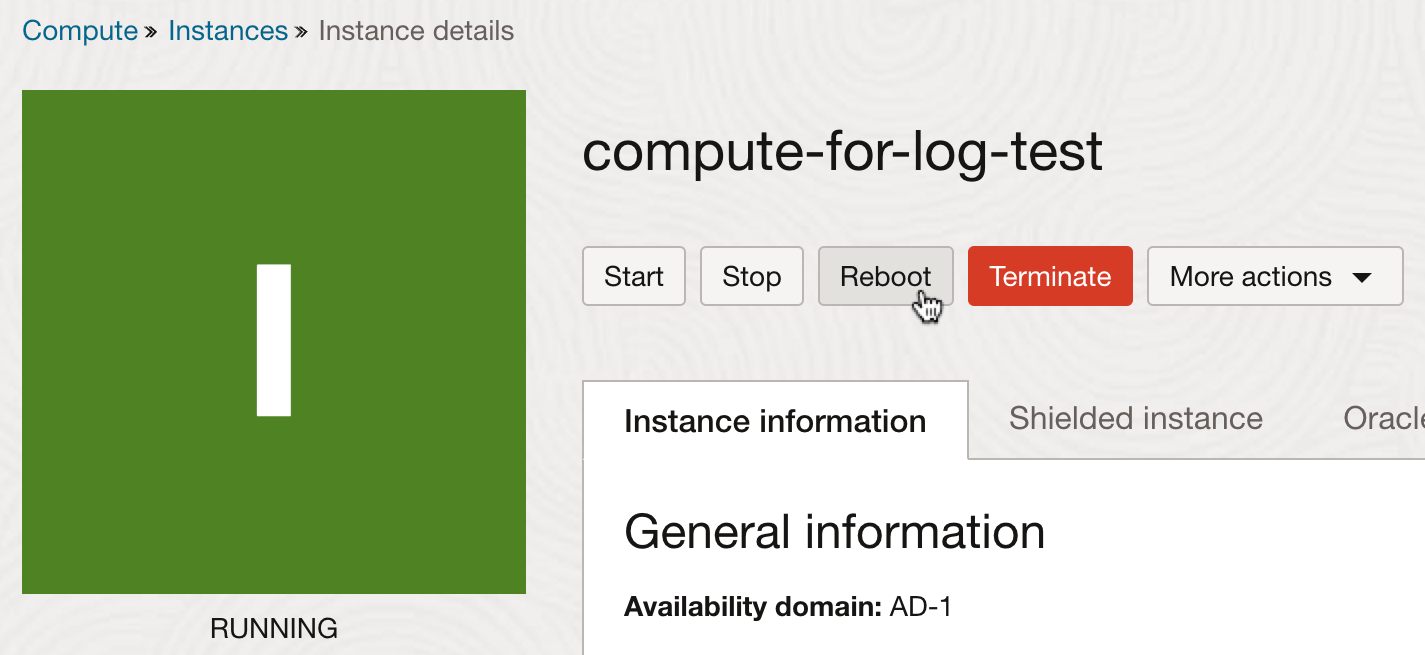 Compute » Instances » Instance details
I
compute-for-log-test
Start Stop Reboot Terminate More actions
Instance information Shielded instance Oracle
General information
Availability domain: AD-1
RUNNING